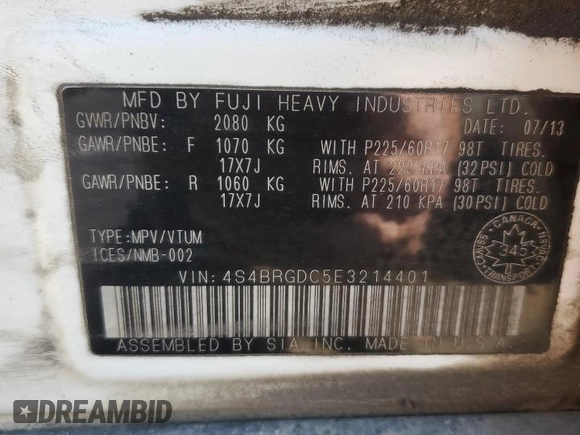 MFD BY FUJI HEAVY INDUSTRIES LTD.
GVWR/PNBV: 2080 KG DATE: 07/13
GAWR/PNBE: F 1070 KG WITH P225/60R17 98T TIRES.
17X7J RIMS. AT 220 KPA (32PSI) COLD
GAWR/PNBE: R 1060 KG WITH P225/60R17 98T TIRES.
17X7J RIMS. AT 210 KPA (30PSI) COLD
TYPE:MPV/VTUM
ICES/NMB-002
CANADA
345
TRANSPORT
VIN: 4S4BRGDC5E3214401
ASSEMBLED BY SIA INC. MADE IN U.S.A.
DREAMBID